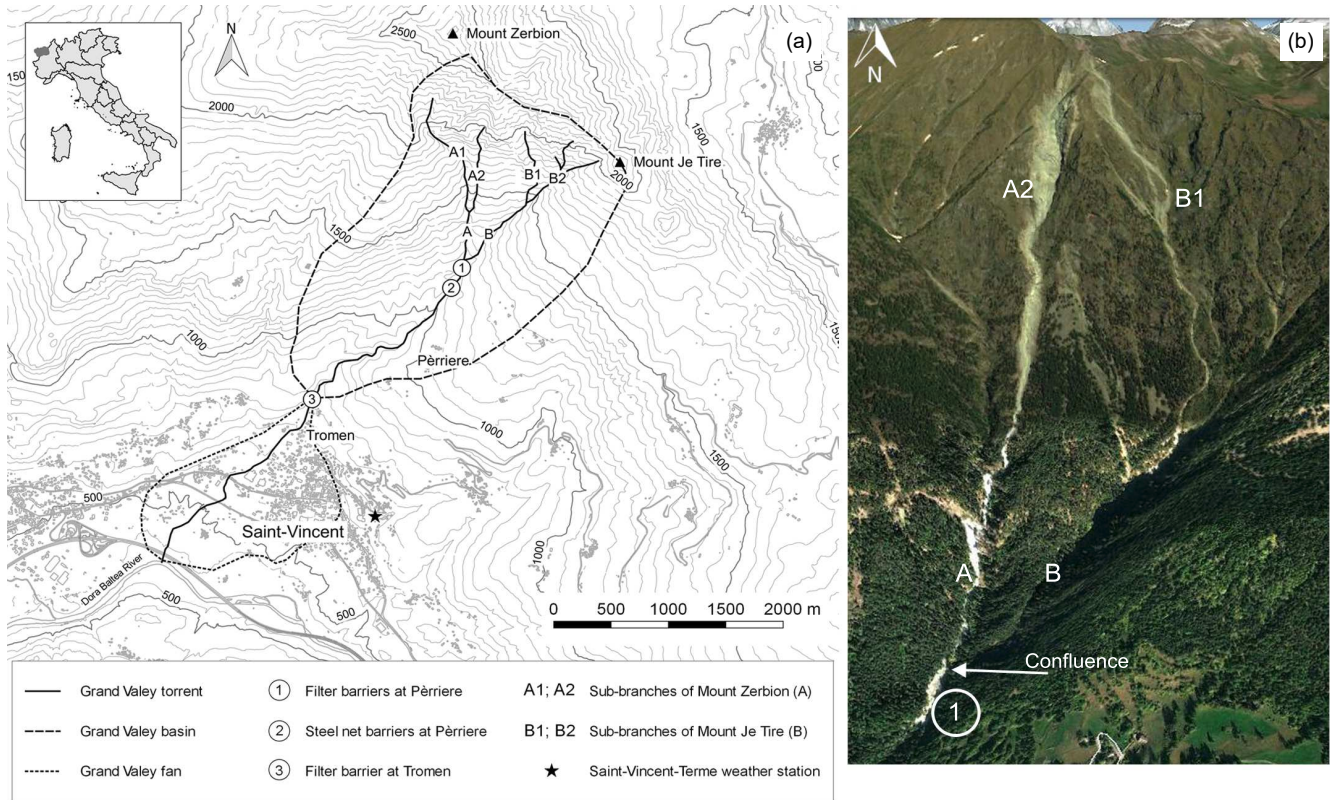 (a)
N
2500
Mount Zerbion
2000
1500
A1
A2
B1
B2
Mount Je Tire
2000
1500
A
B
1
2
1000
Pèrriere
3
Tromen
1000
1500
500
Saint-Vincent
1000
Dora Baltea River
500
500
0 500 1000 1500 2000 m
Grand Valey torrent
Grand Valey basin
Grand Valey fan
1 Filter barriers at Pèrriere
2 Steel net barriers at Pèrriere
3 Filter barrier at Tromen
A1; A2 Sub-branches of Mount Zerbion (A)
B1; B2 Sub-branches of Mount Je Tire (B)
Saint-Vincent-Terme weather station
(b)
N
A2
B1
A
B
Confluence
1